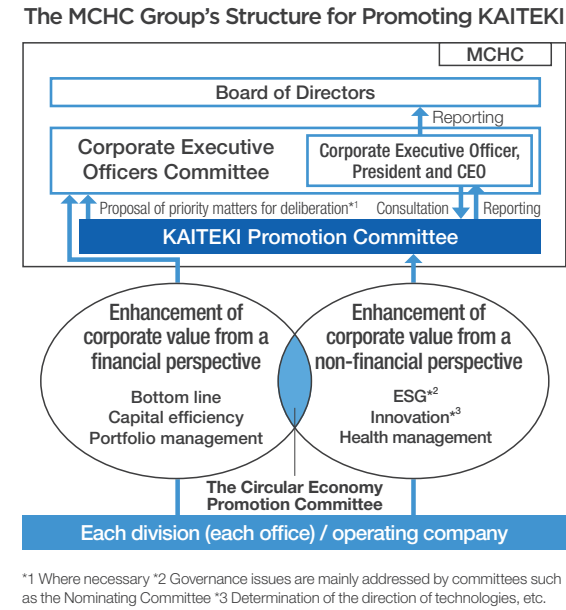 The MCHC Group's Structure for Promoting KAITEKI
MCHC
Board of Directors
Reporting
Corporate Executive
Officers Committee
Corporate Executive Officer,
President and CEO
Proposal of priority matters for deliberation*1
Consultation
Reporting
KAITEKI Promotion Committee
Enhancement of
corporate value from a
financial perspective
Bottom line
Capital efficiency
Portfolio management
Enhancement of
corporate value from a
non-financial perspective
ESG*2
Innovation*3
Health management
The Circular Economy
Promotion Committee
Each division (each office) / operating company
*1 Where necessary *2 Governance issues are mainly addressed by committees such
as the Nominating Committee *3 Determination of the direction of technologies, etc.